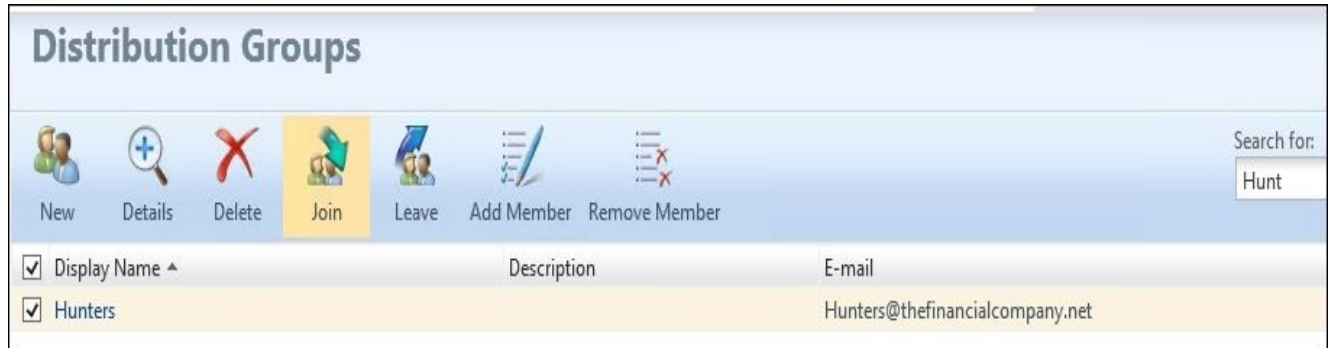 Distribution Groups
New Details Delete Join Leave Add Member Remove Member
Search for:
Hunt
Display Name Description E-mail
Hunters Hunters@thefinancialcompany.net